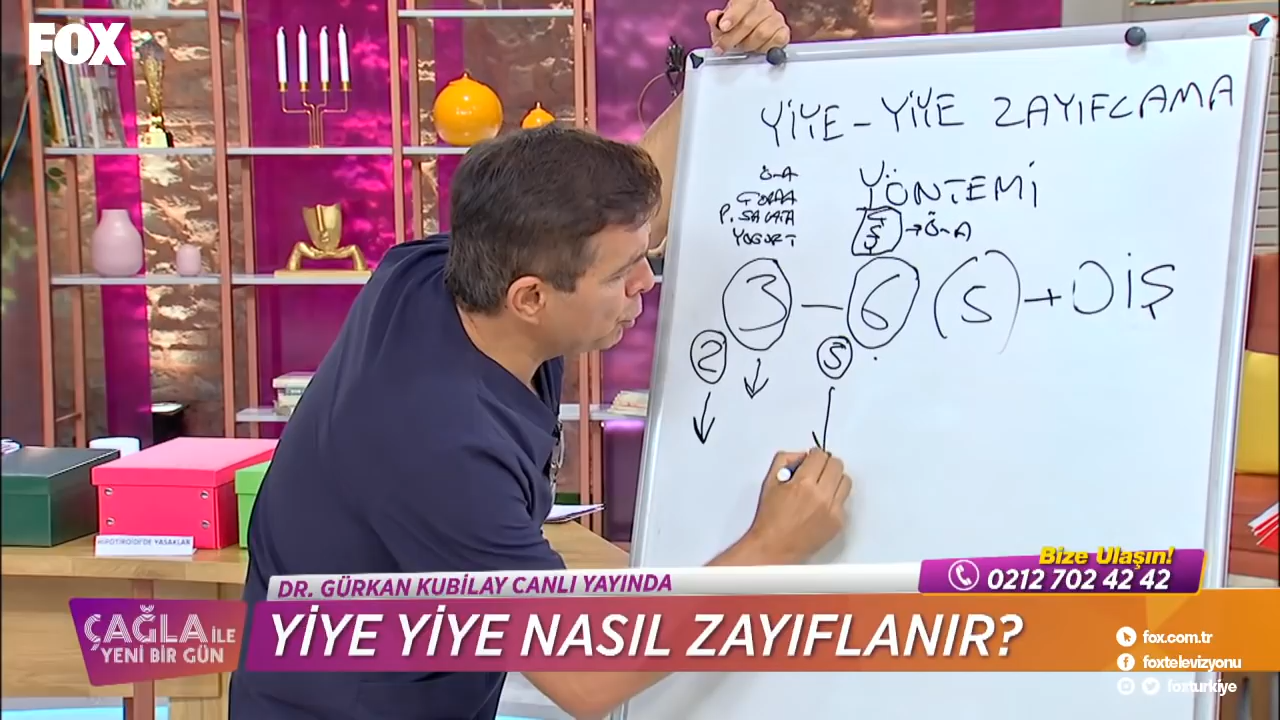 FOX
YİYE-YİYE ZAYIFLAMA
YÖNTEMİ
Ö-A
ÇORBA
P. SALATA
YOGURT
→Ö-A
3 - 6 (5) + DİŞ
2
5
HİPOTİROİDİ'DE YASAKLAR
Bize Ulaşın!
DR. GÜRKAN KUBİLAY CANLI YAYINDA
0212 702 42 42
ÇAĞLA İLE
YENİ BİR GÜN
YİYE YİYE NASIL ZAYIFLANIR?
fox.com.tr
foxtelevizyonu
foxturkiye